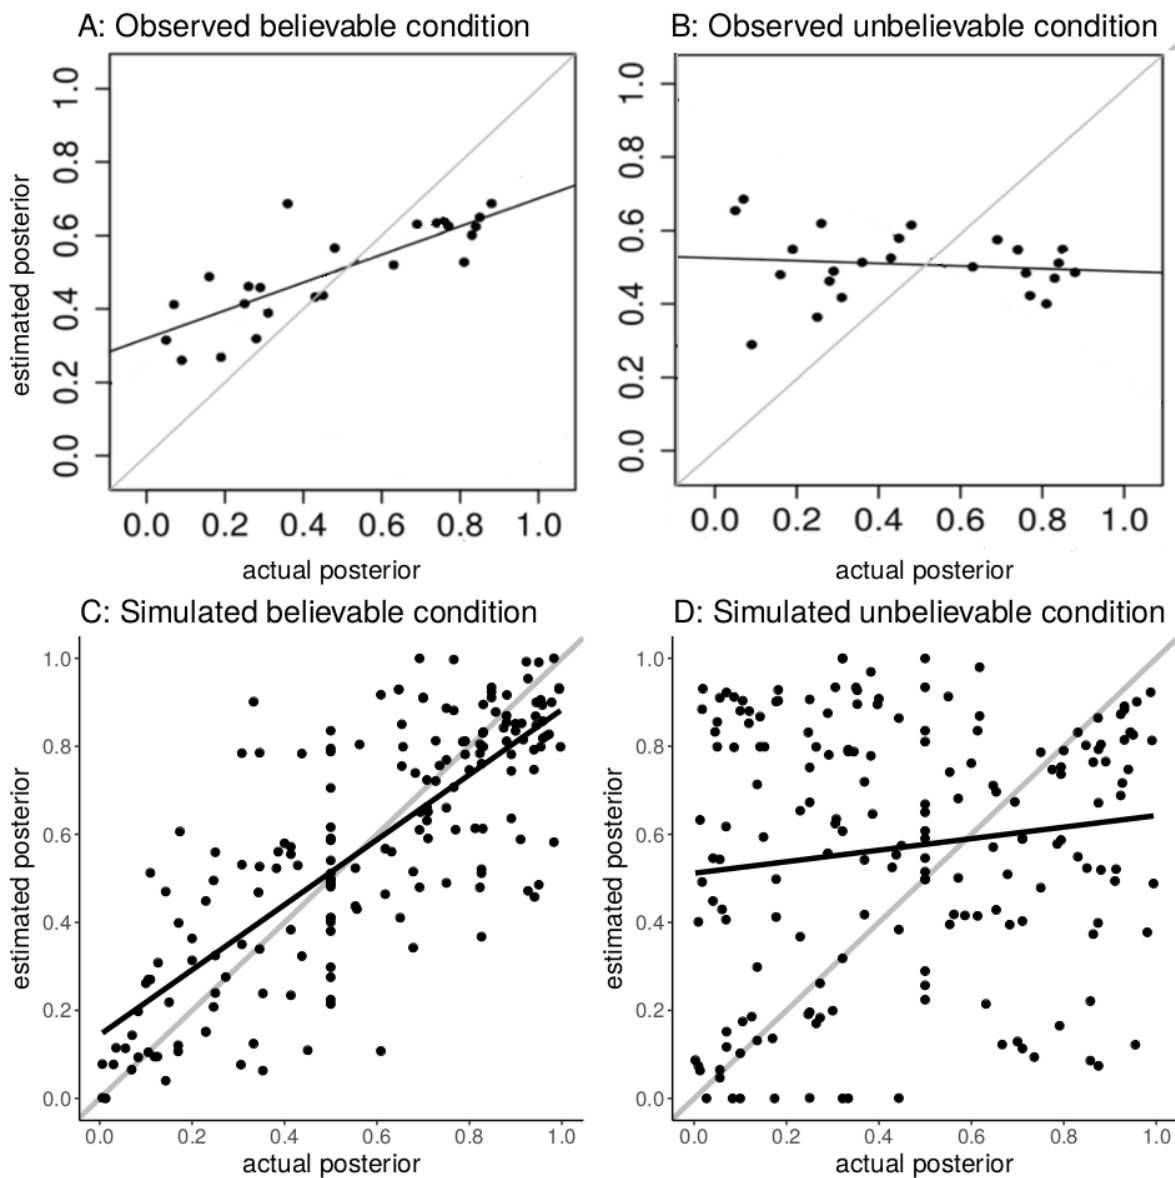 A: Observed believable condition
B: Observed unbelievable condition
estimated posterior
1.0
0.8
0.6
0.4
0.2
0.0
0.0 0.2 0.4 0.6 0.8 1.0
actual posterior
1.0
0.8
0.6
0.4
0.2
0.0
0.0 0.2 0.4 0.6 0.8 1.0
actual posterior
C: Simulated believable condition
D: Simulated unbelievable condition
estimated posterior
1.0
0.8
0.6
0.4
0.2
0.0
0.0 0.2 0.4 0.6 0.8 1.0
actual posterior
estimated posterior
1.0
0.8
0.6
0.4
0.2
0.0
0.0 0.2 0.4 0.6 0.8 1.0
actual posterior